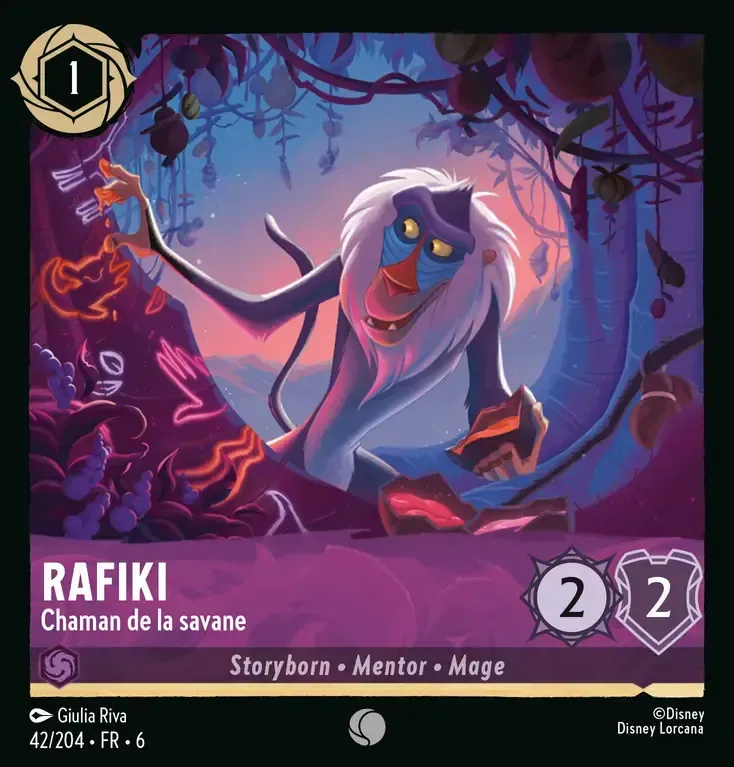 1
RAFIKI
Chaman de la savane
2
2
Storyborn • Mentor • Mage
Giulia Riva
42/204 • FR • 6
©Disney
Disney Lorcana